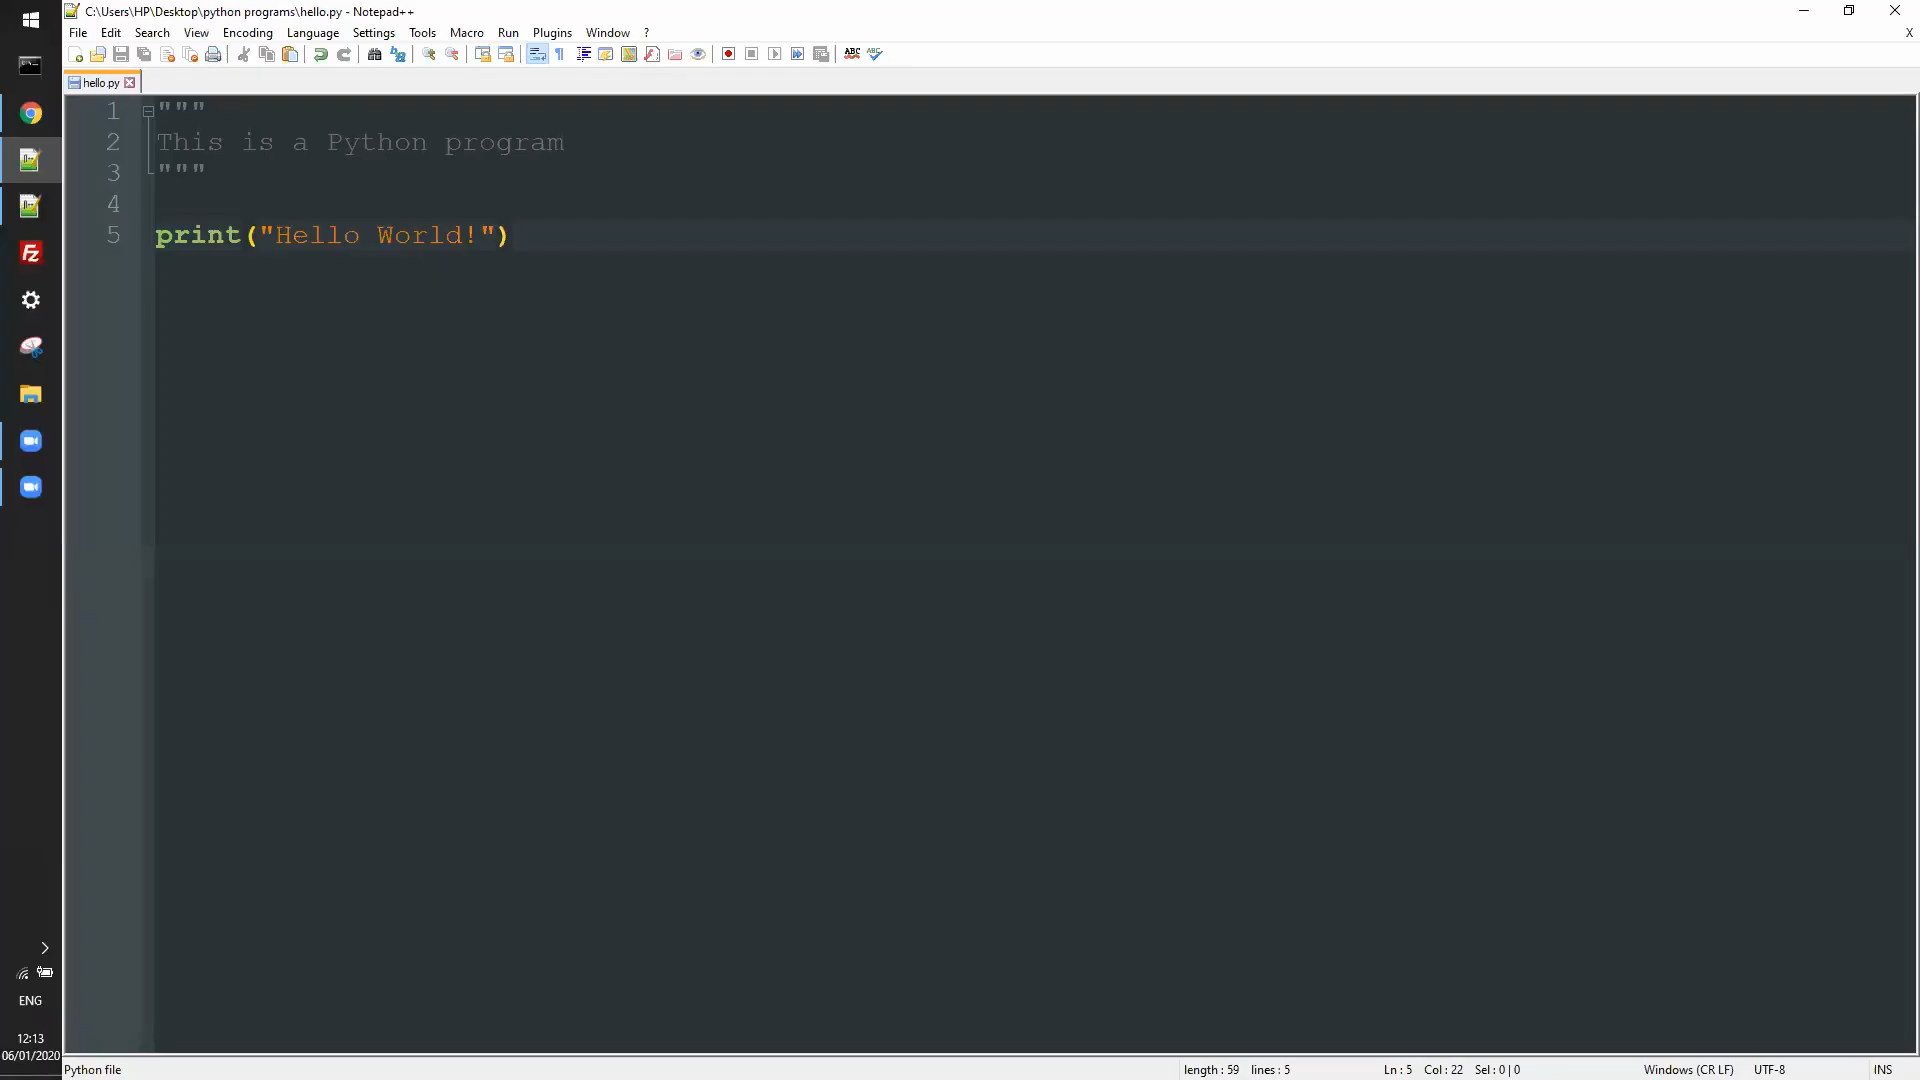 C:\Users\HP\Desktop\python programs\hello.py - Notepad++
File Edit Search View Encoding Language Settings Tools Macro Run Plugins Window ? X
ABC ABC
hello.py
1 """
2 This is a Python program
3 """
4
5 print("Hello World!")
ENG
12:13
06/01/2020
Python file length : 59 lines : 5 Ln : 5 Col : 22 Sel : 0 | 0 Windows (CR LF) UTF-8 INS